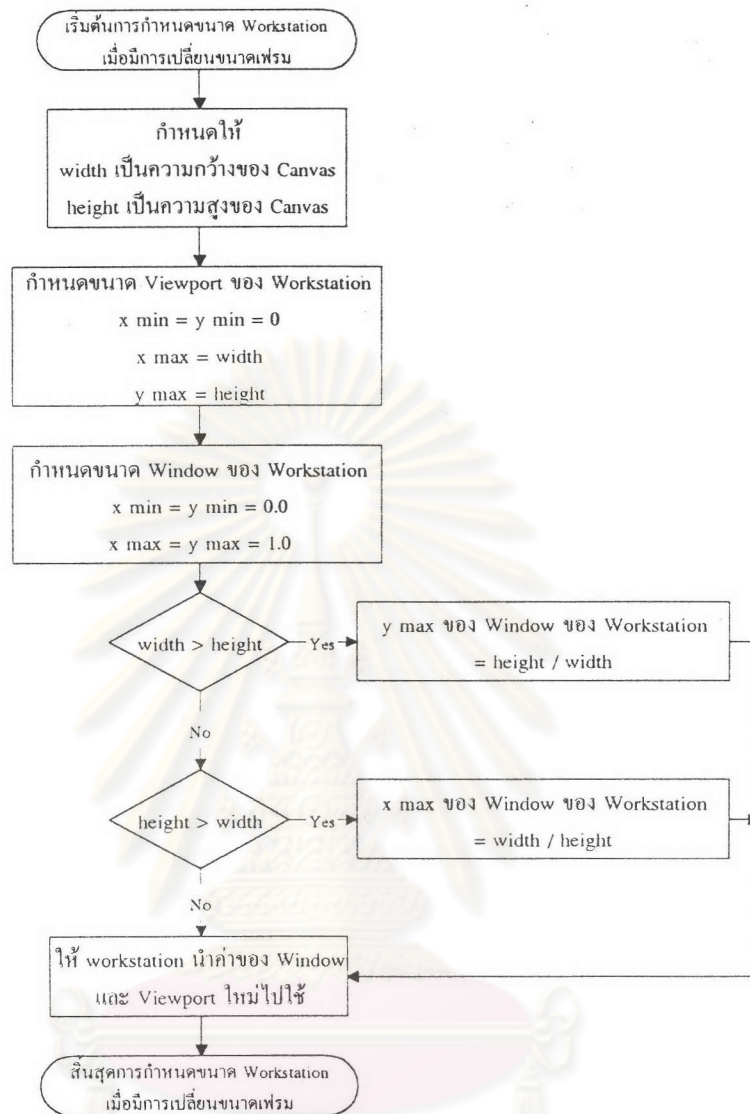 เริ่มต้นการกำหนดขนาด Workstation
เมื่อมีการเปลี่ยนขนาดเฟรม
กำหนดให้
width เป็นความกว้างของ Canvas
height เป็นความสูงของ Canvas
กำหนดขนาด Viewport ของ Workstation
x min = y min = 0
x max = width
y max = height
กำหนดขนาด Window ของ Workstation
x min = y min = 0.0
x max = y max = 1.0
width > height
Yes
y max ของ Window ของ Workstation
= height / width
No
height > width
Yes
x max ของ Window ของ Workstation
= width / height
No
ให้ workstation นำค่าของ Window
และ Viewport ใหม่ไปใช้
สิ้นสุดการกำหนดขนาด Workstation
เมื่อมีการเปลี่ยนขนาดเฟรม